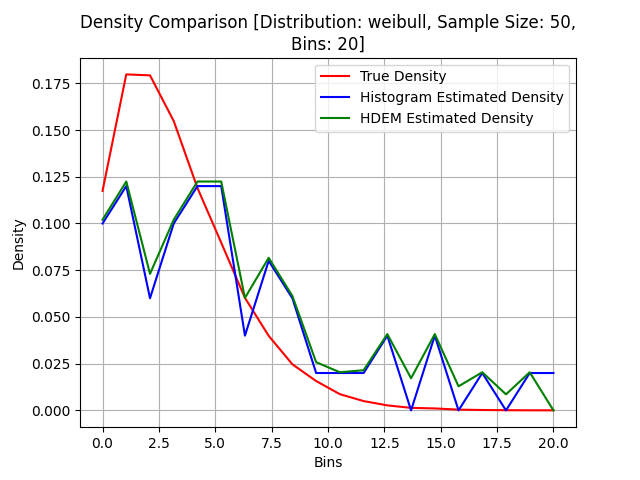 Density Comparison [Distribution: weibull, Sample Size: 50,
Bins: 20]
True Density
Histogram Estimated Density
HDEM Estimated Density
Density
0.175
0.150
0.125
0.100
0.075
0.050
0.025
0.000
0.0 2.5 5.0 7.5 10.0 12.5 15.0 17.5 20.0
Bins